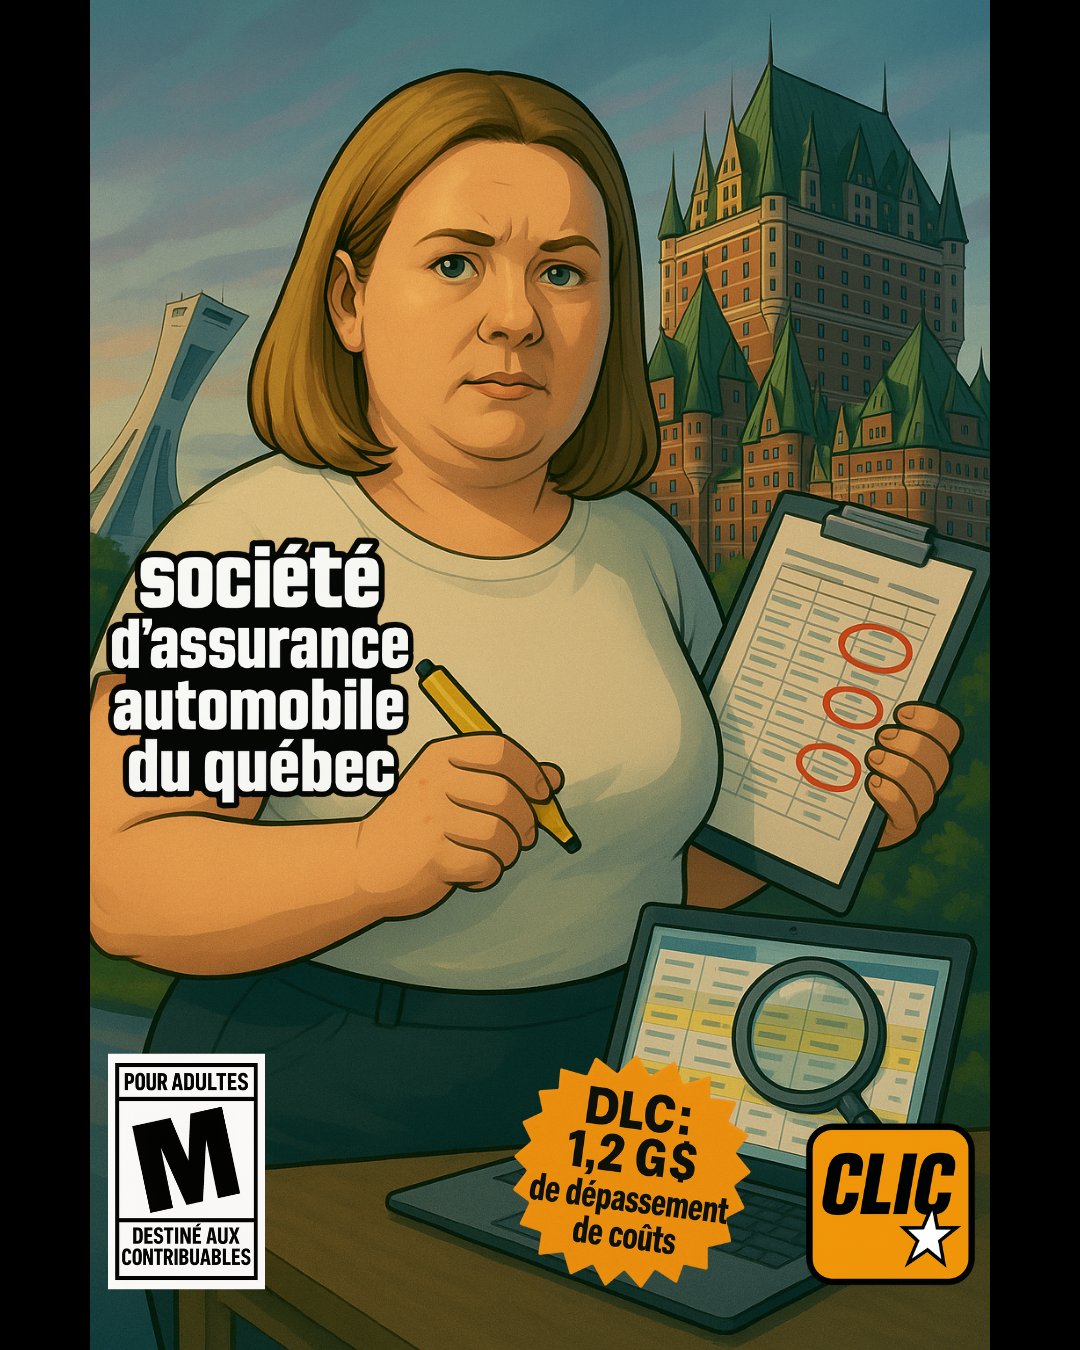 société
d'assurance
automobile
du québec
POUR ADULTES
M
DESTINÉ AUX
CONTRIBUABLES
DLC:
1,2 G$
de dépassement
de coûts
CLIC